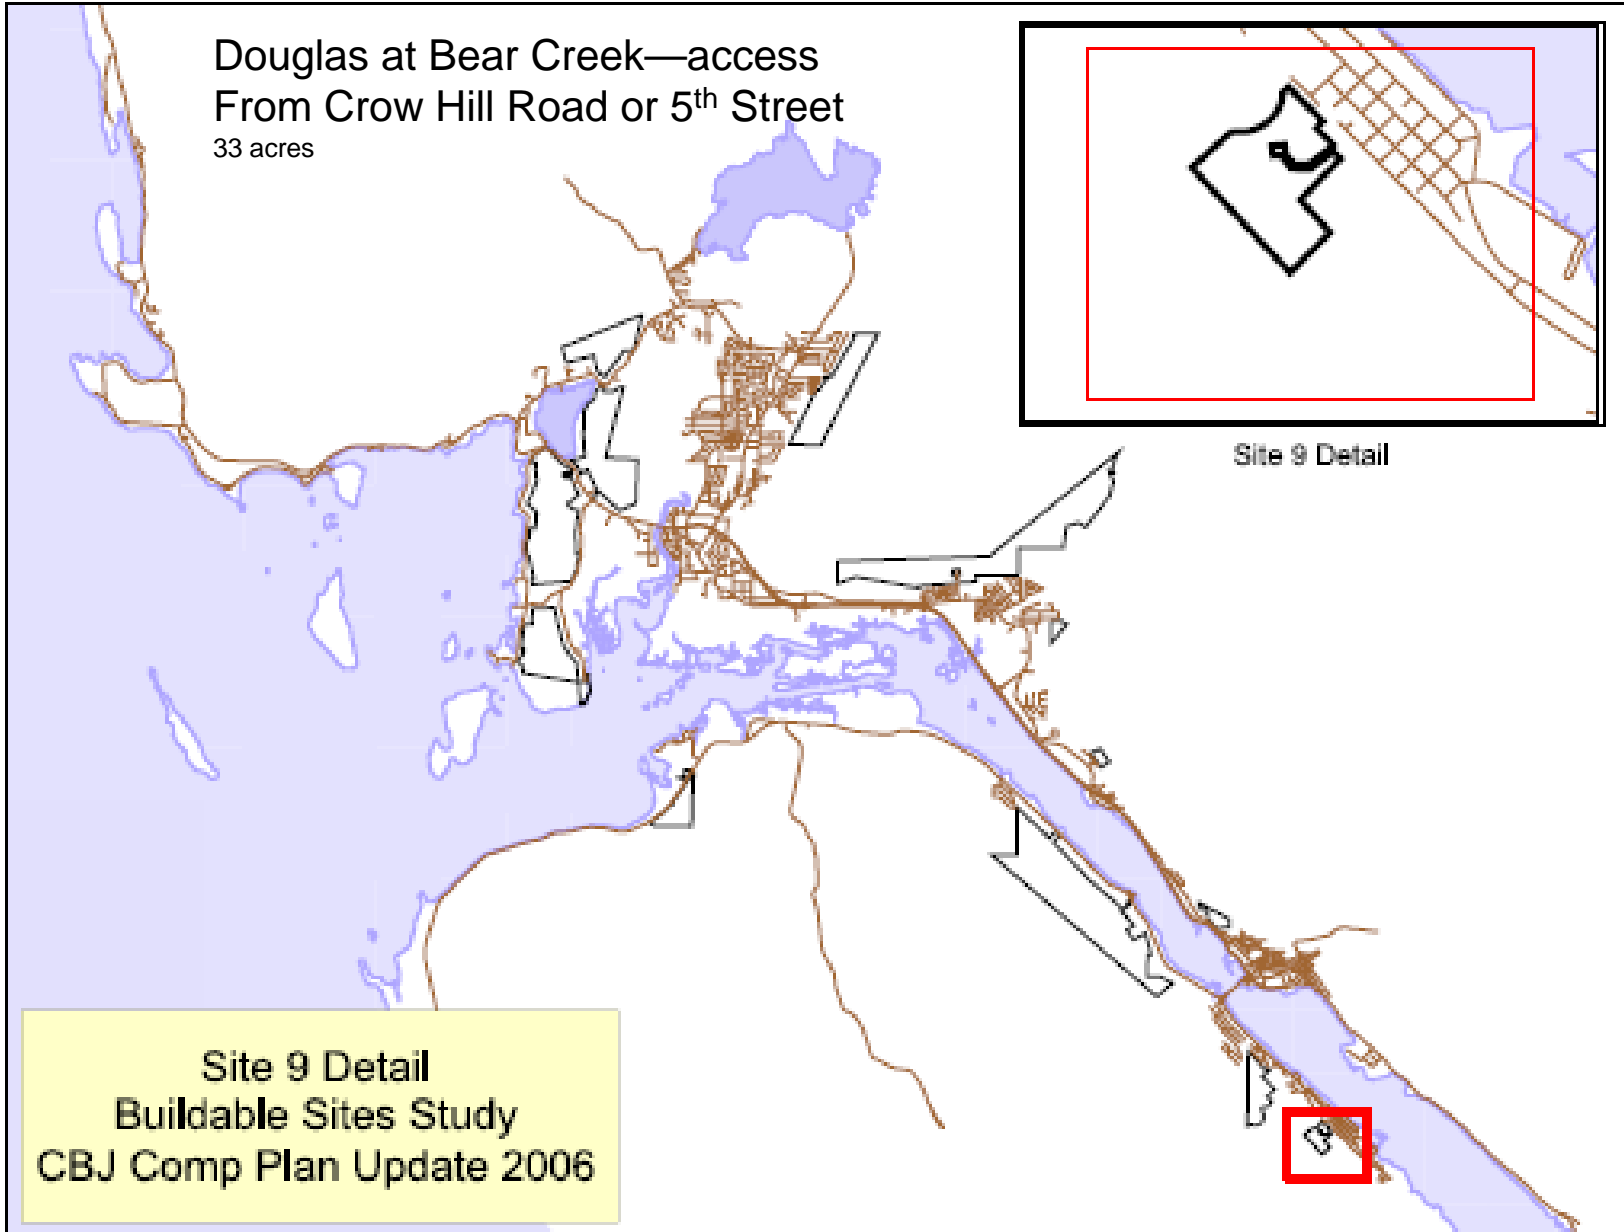 Douglas at Bear Creek—access
From Crow Hill Road or 5th Street
33 acres
Site 9 Detail
Site 9 Detail
Buildable Sites Study
CBJ Comp Plan Update 2006